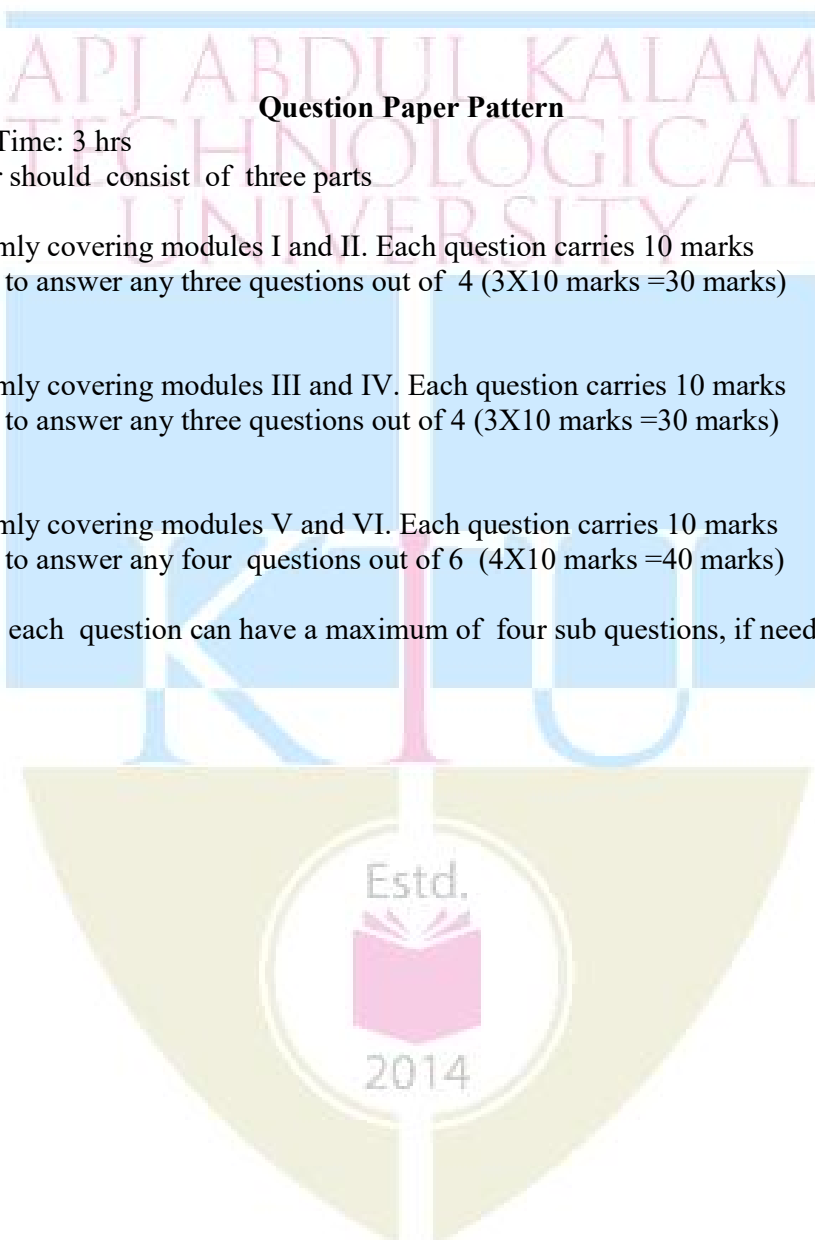 APJ ABDUL KALAM
TECHNOLOGICAL
UNIVERSITY
Question Paper Pattern
Time: 3 hrs
should consist of three parts
covering modules I and II. Each question carries 10 marks
to answer any three questions out of 4 (3X10 marks =30 marks)
covering modules III and IV. Each question carries 10 marks
to answer any three questions out of 4 (3X10 marks =30 marks)
covering modules V and VI. Each question carries 10 marks
to answer any four questions out of 6 (4X10 marks =40 marks)
each question can have a maximum of four sub questions, if need
KTU
Estd.
2014